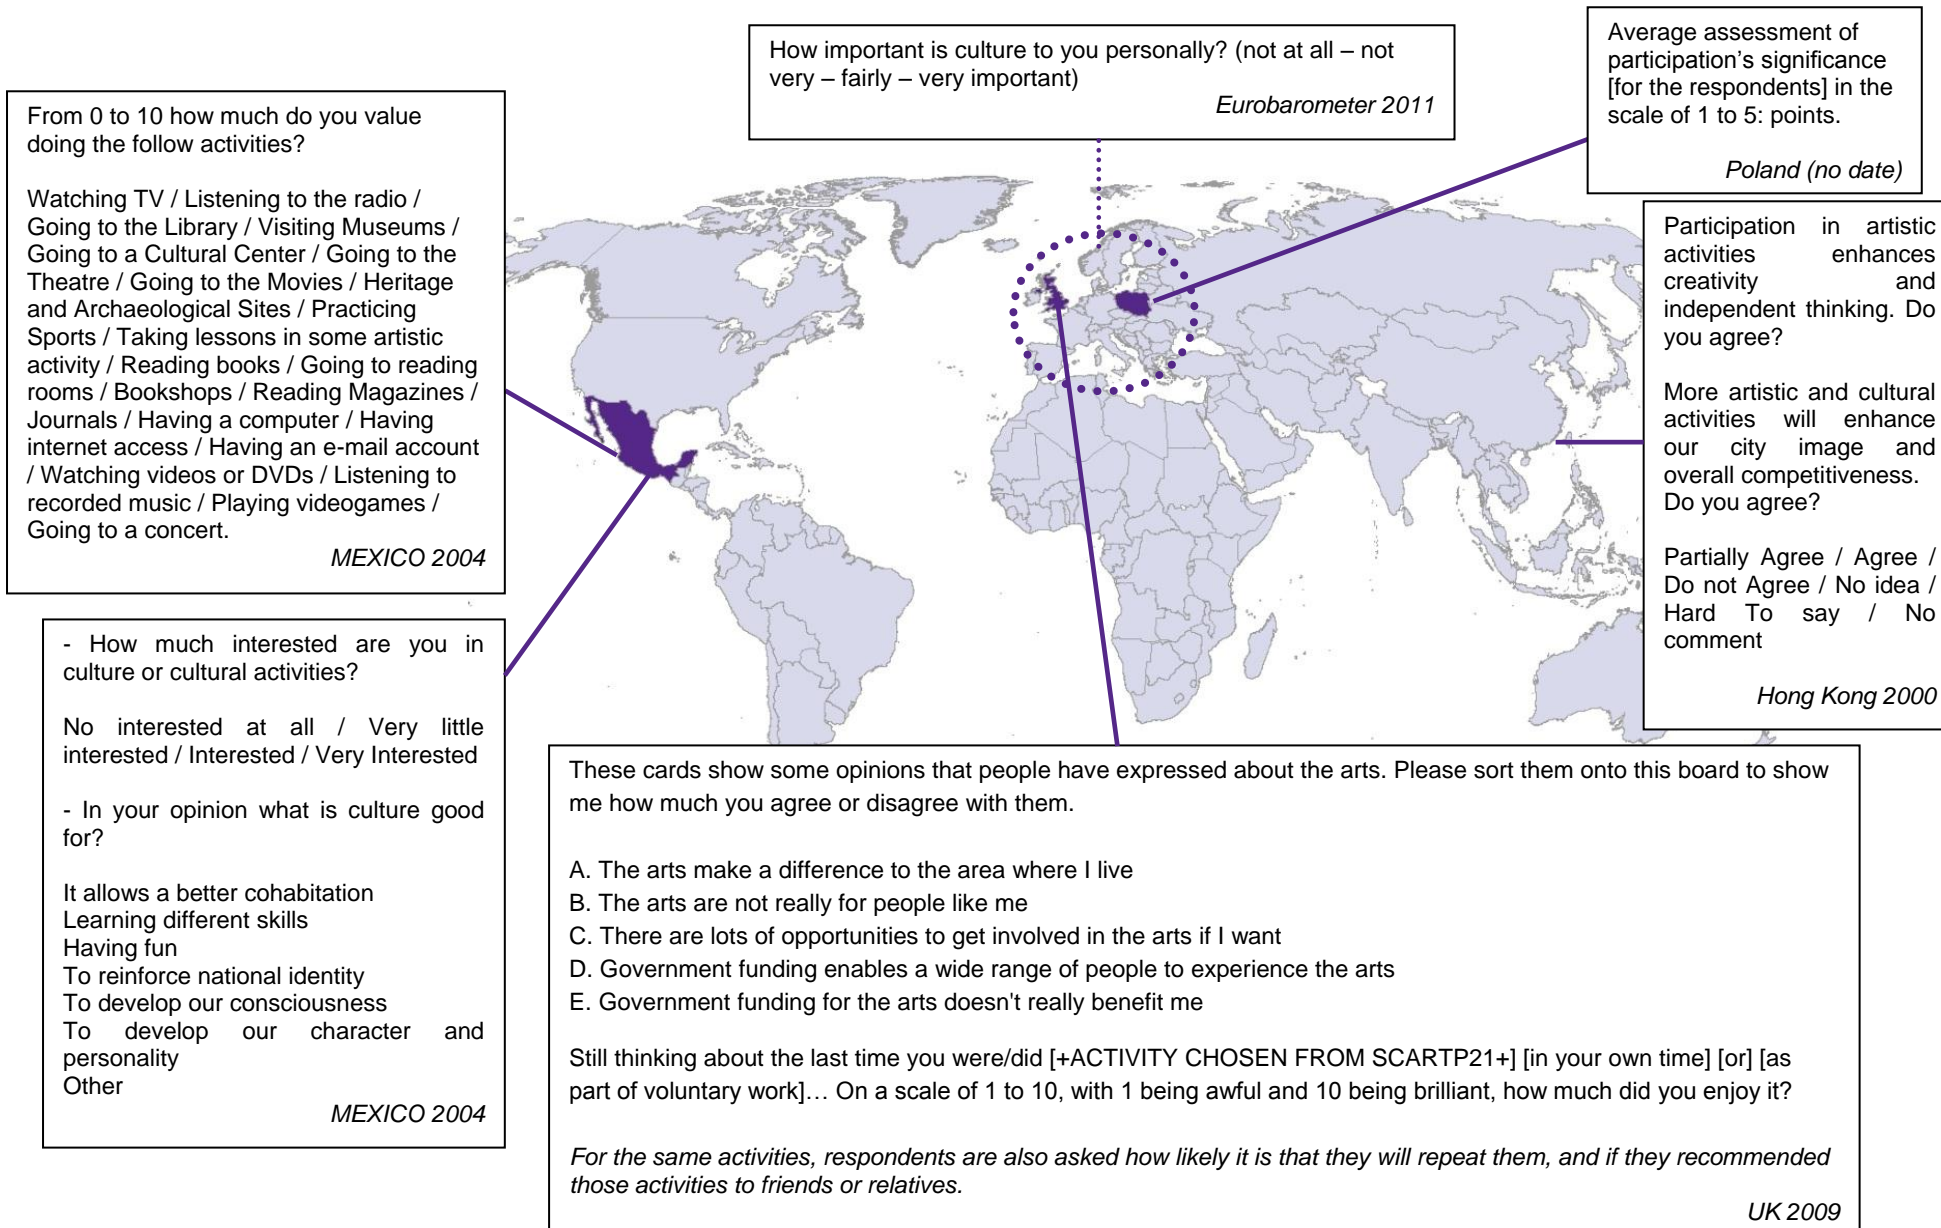 How important is culture to you personally? (not at all – not
very – fairly – very important)
Eurobarometer 2011
Average assessment of
participation’s significance
[for the respondents] in the
scale of 1 to 5: points.
Poland (no date)
From 0 to 10 how much do you value
doing the follow activities?
Watching TV / Listening to the radio /
Going to the Library / Visiting Museums /
Going to a Cultural Center / Going to the
Theatre / Going to the Movies / Heritage
and Archaeological Sites / Practicing
Sports / Taking lessons in some artistic
activity / Reading books / Going to reading
rooms / Bookshops / Reading Magazines /
Journals / Having a computer / Having
internet access / Having an e-mail account
/ Watching videos or DVDs / Listening to
recorded music / Playing videogames /
Going to a concert.
MEXICO 2004
Participation in artistic
activities enhances
creativity and
independent thinking. Do
you agree?
More artistic and cultural
activities will enhance
our city image and
overall competitiveness.
Do you agree?
Partially Agree / Agree /
Do not Agree / No idea /
Hard To say / No
comment
Hong Kong 2000
- How much interested are you in
culture or cultural activities?
No interested at all / Very little
interested / Interested / Very Interested
- In your opinion what is culture good
for?
It allows a better cohabitation
Learning different skills
Having fun
To reinforce national identity
To develop our consciousness
To develop our character and
personality
Other
MEXICO 2004
These cards show some opinions that people have expressed about the arts. Please sort them onto this board to show
me how much you agree or disagree with them.
A. The arts make a difference to the area where I live
B. The arts are not really for people like me
C. There are lots of opportunities to get involved in the arts if I want
D. Government funding enables a wide range of people to experience the arts
E. Government funding for the arts doesn't really benefit me
Still thinking about the last time you were/did [+ACTIVITY CHOSEN FROM SCARTP21+] [in your own time] [or] [as
part of voluntary work]… On a scale of 1 to 10, with 1 being awful and 10 being brilliant, how much did you enjoy it?
For the same activities, respondents are also asked how likely it is that they will repeat them, and if they recommended
those activities to friends or relatives.
UK 2009